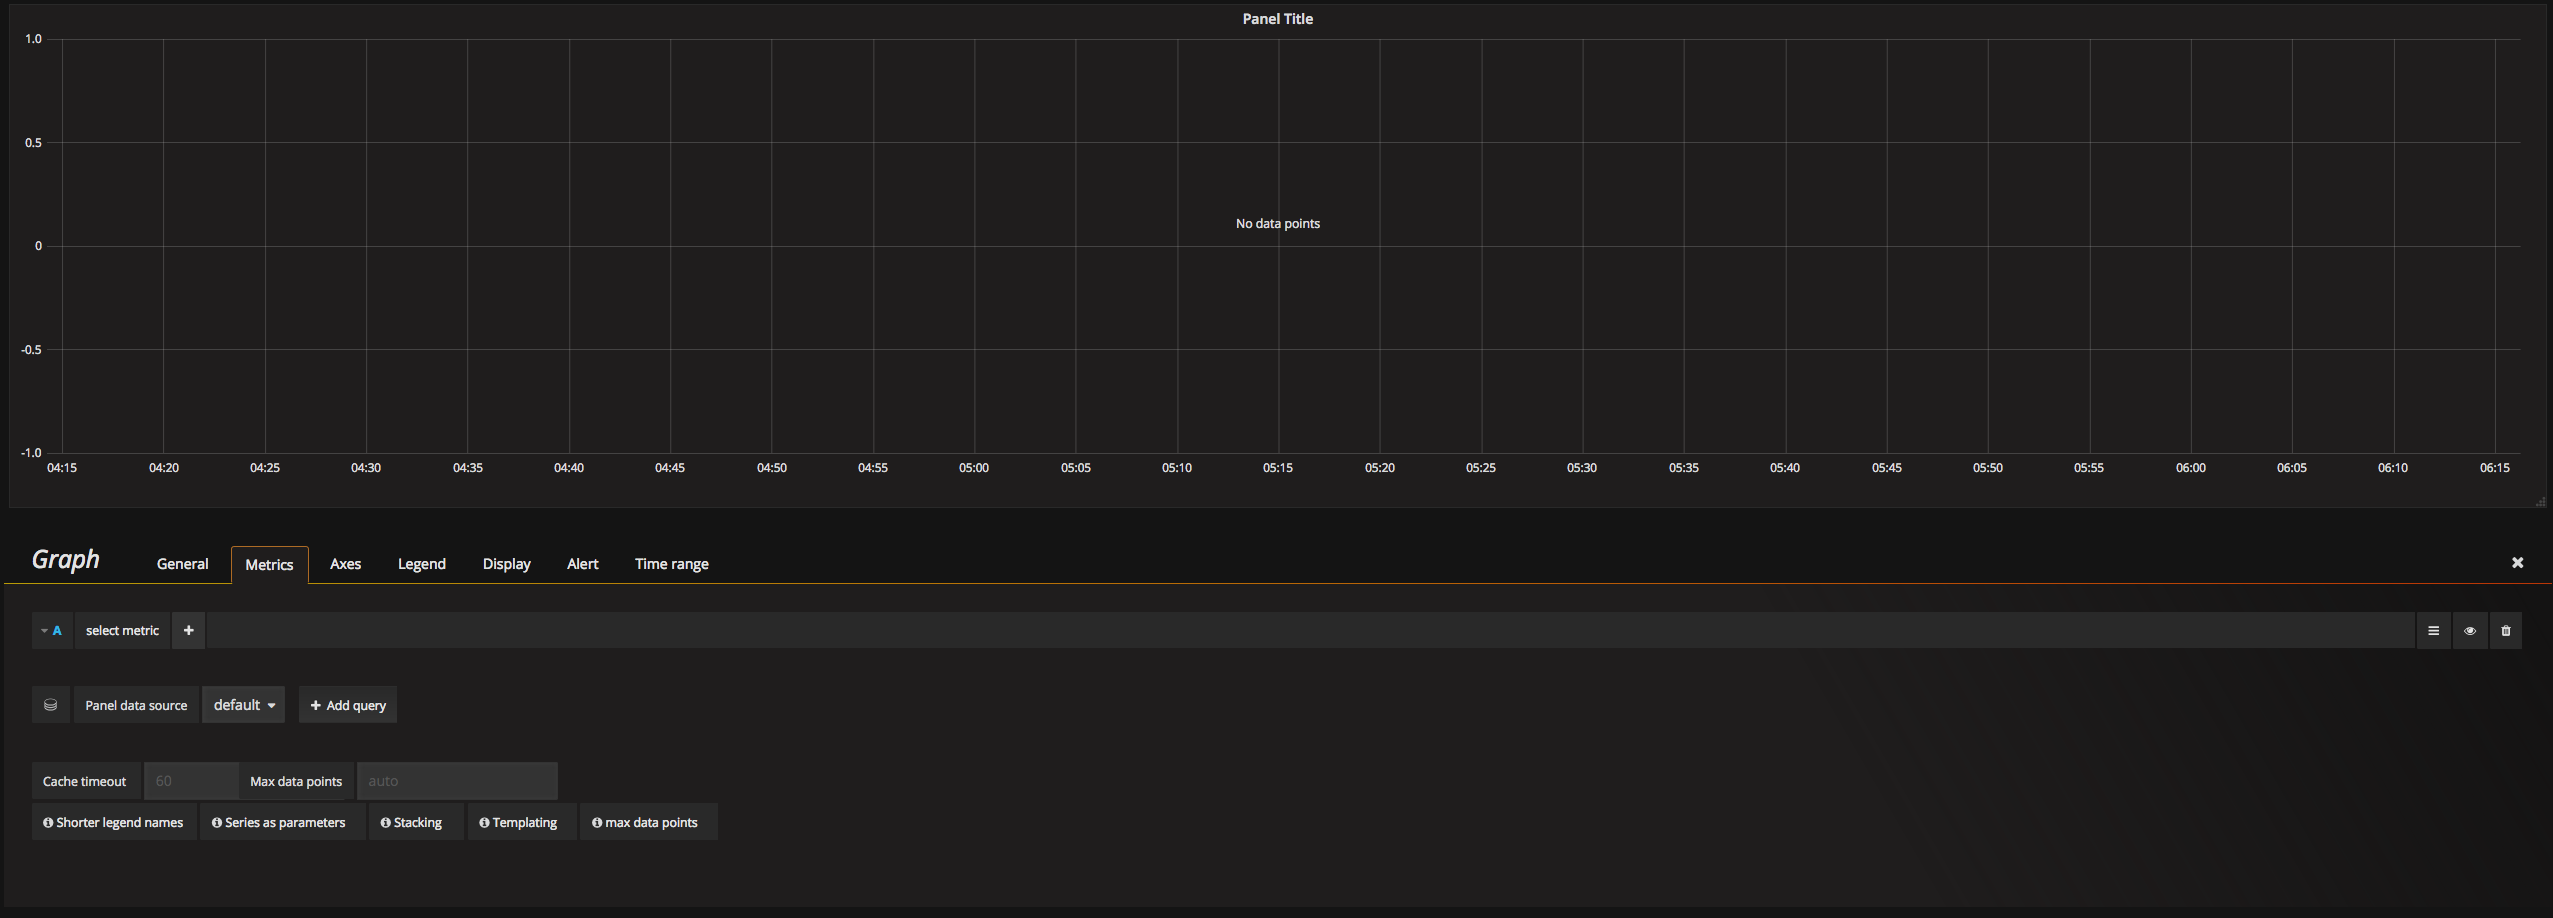 Panel Title
1.0
0.5
No data points
0
-0.5
-1.0
04:15 04:20 04:25 04:30 04:35 04:40 04:45 04:50 04:55 05:00 05:05 05:10 05:15 05:20 05:25 05:30 05:35 05:40 05:45 05:50 05:55 06:00 06:05 06:10 06:15
Graph General Metrics Axes Legend Display Alert Time range
A select metric
Panel data source default Add query
Cache timeout 60 Max data points auto
Shorter legend names Series as parameters Stacking Templating max data points